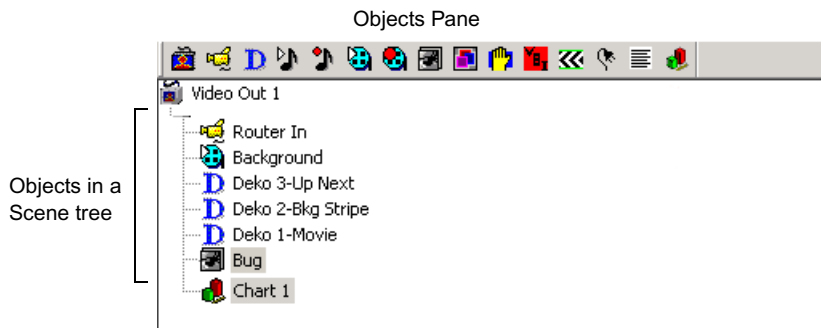 Objects Pane
Video Out 1
Router In
Background
Deko 3-Up Next
Objects in a
Scene tree
Deko 2-Bkg Stripe
Deko 1-Movie
Bug
Chart 1